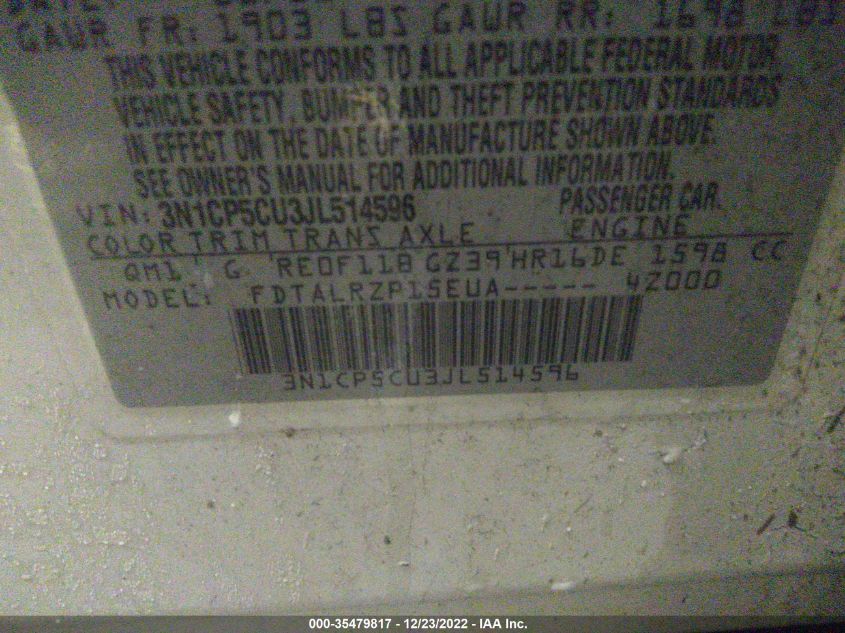 GAWR FR: 1903 LBS GAWR RR: 1698 LBS
THIS VEHICLE CONFORMS TO ALL APPLICABLE FEDERAL MOTOR
VEHICLE SAFETY, BUMPER, AND THEFT PREVENTION STANDARDS
IN EFFECT ON THE DATE OF MANUFACTURE SHOWN ABOVE.
SEE OWNER'S MANUAL FOR ADDITIONAL INFORMATION.
VIN: 3N1CP5CU3JL514596 PASSENGER CAR.
COLOR TRIM TRANS AXLE ENGINE
QM1 G RE0F11B GZ39 HR16DE 1598 CC
MODEL: FDTALRZP15EUA----- 4Z000
3N1CP5CU3JL514596
000-35479817 - 12/23/2022 - IAA Inc.